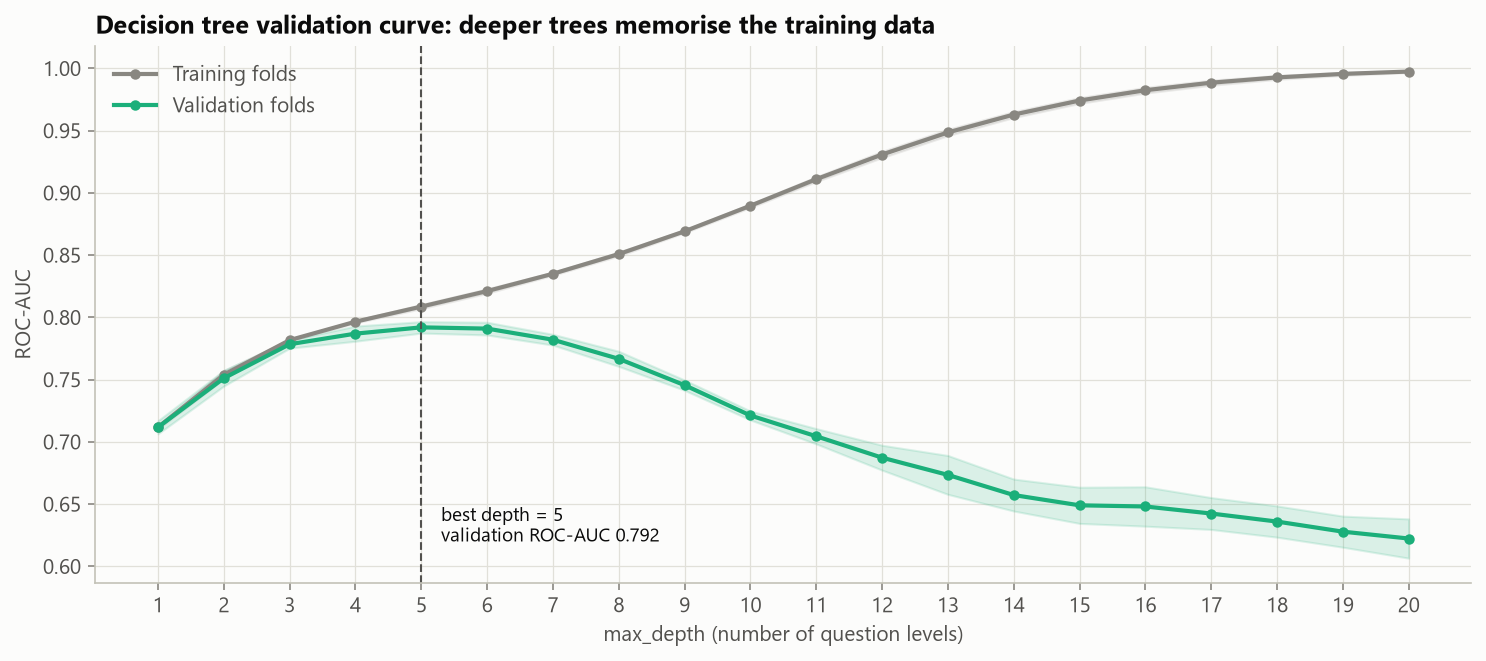 Decision tree validation curve: deeper trees memorise the training data
Training folds
Validation folds
1.00
0.95
0.90
0.85
0.80
0.75
0.70
0.65
0.60
ROC-AUC
best depth = 5
validation ROC-AUC 0.792
1 2 3 4 5 6 7 8 9 10 11 12 13 14 15 16 17 18 19 20
max_depth (number of question levels)